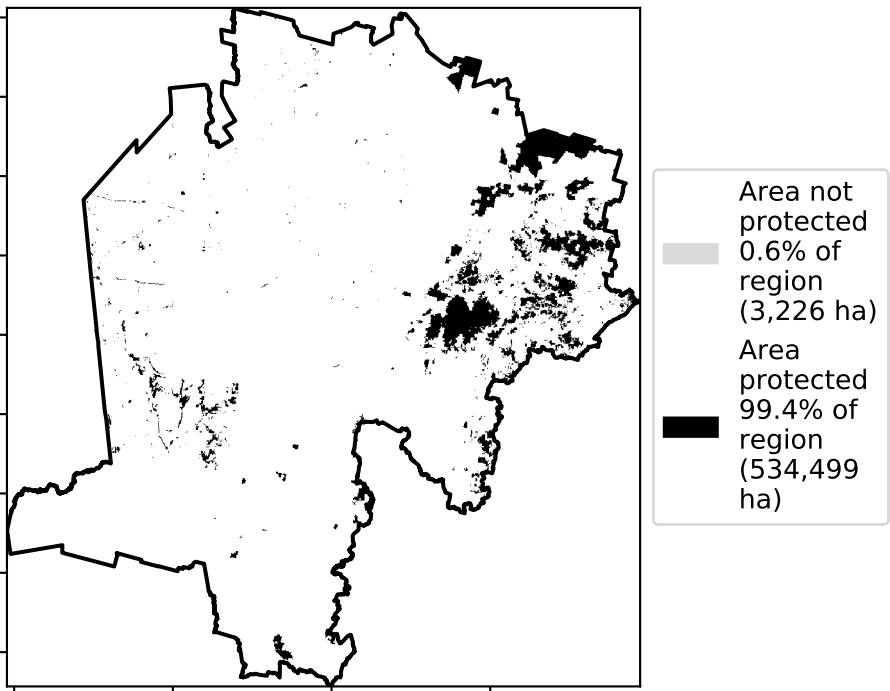 Area not
protected
0.6% of
region
(3,226 ha)
Area
protected
99.4% of
region
(534,499
ha)